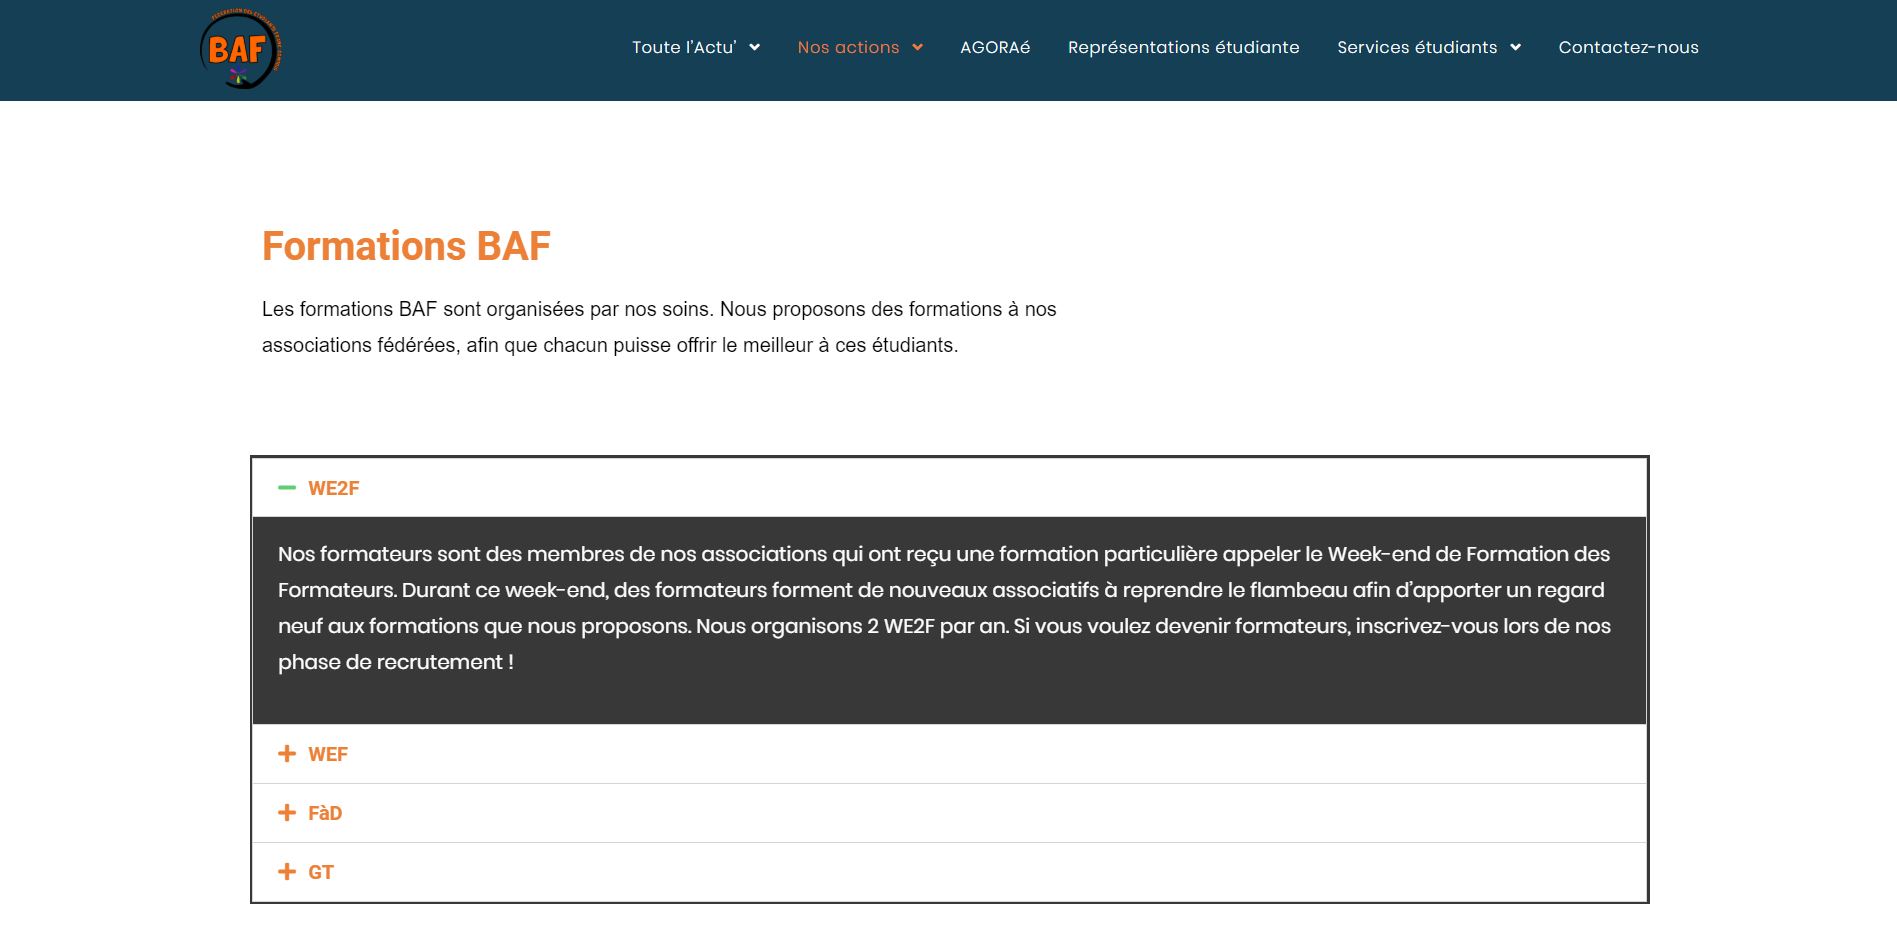 FEDERATION DES ETUDIANTS
BAF
Toute l'Actu'
Nos actions
AGORAé
Représentations étudiante
Services étudiants
Contactez-nous
Formations BAF
Les formations BAF sont organisées par nos soins. Nous proposons des formations à nos
associations fédérées, afin que chacun puisse offrir le meilleur à ces étudiants.
WE2F
Nos formateurs sont des membres de nos associations qui ont reçu une formation particulière appeler le Week-end de Formation des
Formateurs. Durant ce week-end, des formateurs forment de nouveaux associatifs à reprendre le flambeau afin d’apporter un regard
neuf aux formations que nous proposons. Nous organisons 2 WE2F par an. Si vous voulez devenir formateurs, inscrivez-vous lors de nos
phase de recrutement !
WEF
FàD
GT